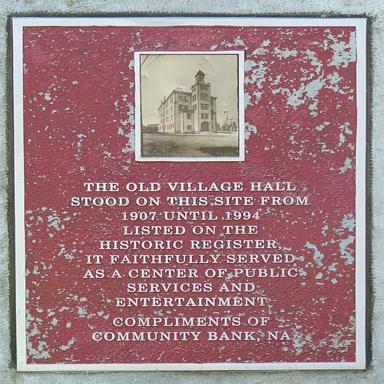 THE OLD VILLAGE HALL
STOOD ON THIS SITE FROM
1907 UNTIL 1994
LISTED ON THE
HISTORIC REGISTER,
IT FAITHFULLY SERVED
AS A CENTER OF PUBLIC
SERVICES AND
ENTERTAINMENT
COMPLIMENTS OF
COMMUNITY BANK, NA